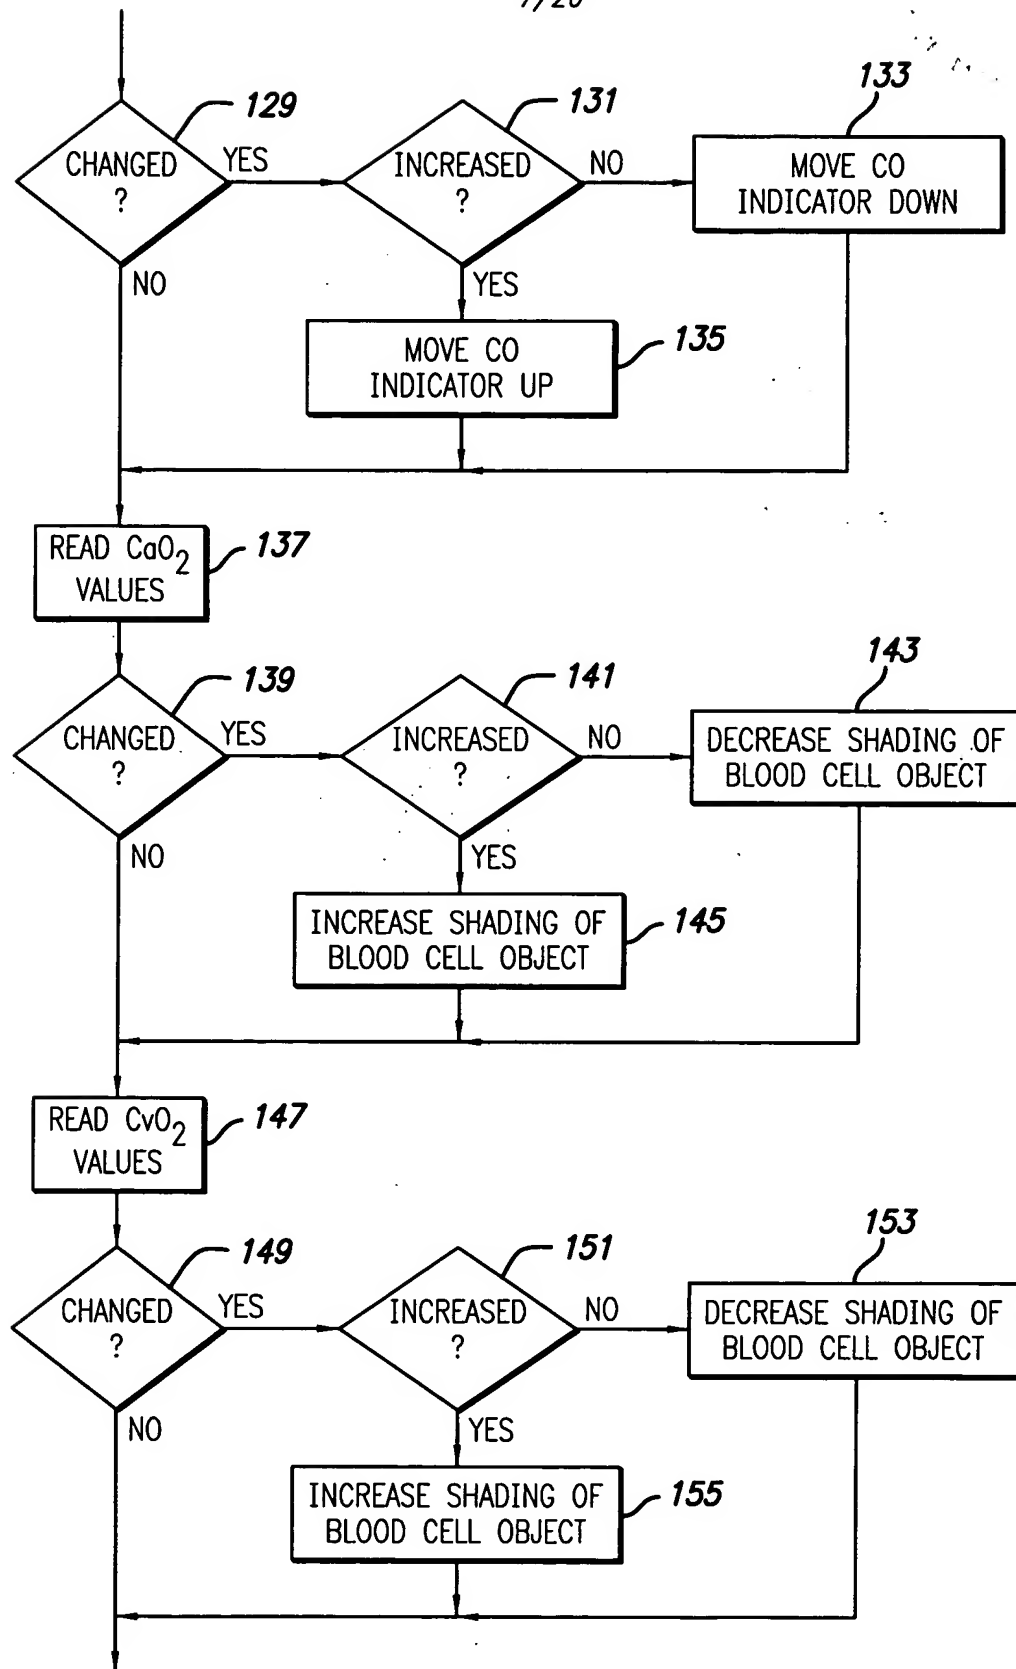 129
131
133
CHANGED
?
YES
INCREASED
?
NO
MOVE CO
INDICATOR DOWN
NO
YES
MOVE CO
INDICATOR UP
135
READ CaO2
VALUES
137
139
141
143
CHANGED
?
YES
INCREASED
?
NO
DECREASE SHADING OF
BLOOD CELL OBJECT
NO
YES
INCREASE SHADING OF
BLOOD CELL OBJECT
145
READ CvO2
VALUES
147
149
151
153
CHANGED
?
YES
INCREASED
?
NO
DECREASE SHADING OF
BLOOD CELL OBJECT
NO
YES
INCREASE SHADING OF
BLOOD CELL OBJECT
155